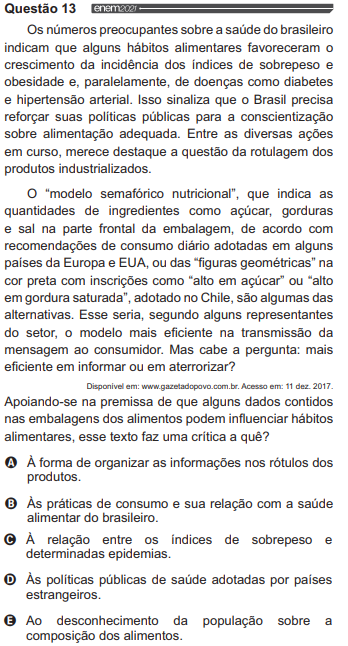 Questão 13 enem2021
Os números preocupantes sobre a saúde do brasileiro
indicam que alguns hábitos alimentares favoreceram o
crescimento da incidência dos índices de sobrepeso e
obesidade e, paralelamente, de doenças como diabetes
e hipertensão arterial. Isso sinaliza que o Brasil precisa
reforçar suas políticas públicas para a conscientização
sobre alimentação adequada. Entre as diversas ações
em curso, merece destaque a questão da rotulagem dos
produtos industrializados.
O “modelo semafórico nutricional”, que indica as
quantidades de ingredientes como açúcar, gorduras
e sal na parte frontal da embalagem, de acordo com
recomendações de consumo diário adotadas em alguns
países da Europa e EUA, ou das “figuras geométricas” na
cor preta com inscrições como “alto em açúcar” ou “alto
em gordura saturada”, adotado no Chile, são algumas das
alternativas. Esse seria, segundo alguns representantes
do setor, o modelo mais eficiente na transmissão da
mensagem ao consumidor. Mas cabe a pergunta: mais
eficiente em informar ou em aterrorizar?
Disponível em: www.gazetadopovo.com.br. Acesso em: 11 dez. 2017.
Apoiando-se na premissa de que alguns dados contidos
nas embalagens dos alimentos podem influenciar hábitos
alimentares, esse texto faz uma crítica a quê?
A À forma de organizar as informações nos rótulos dos
produtos.
B Às práticas de consumo e sua relação com a saúde
alimentar do brasileiro.
C À relação entre os índices de sobrepeso e
determinadas epidemias.
D Às políticas públicas de saúde adotadas por países
estrangeiros.
E Ao desconhecimento da população sobre a
composição dos alimentos.